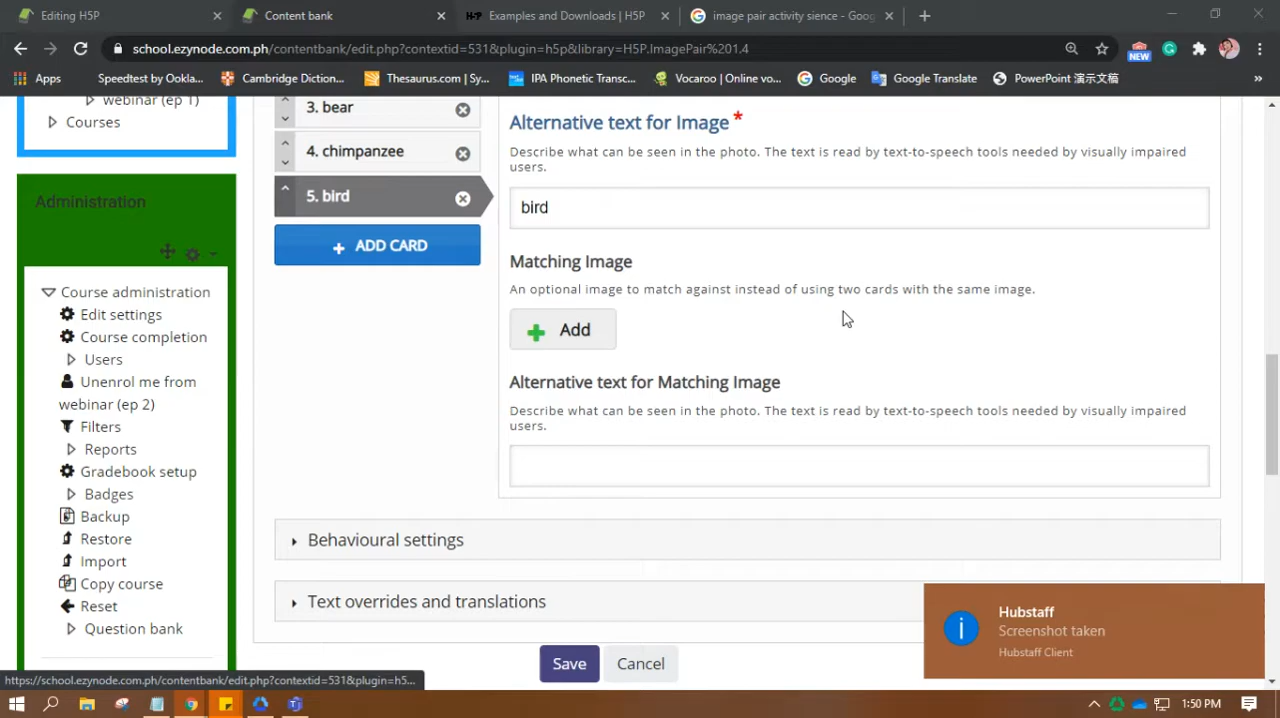 Editing H5P
Content bank
H-P Examples and Downloads | H5P
image pair activity sience - Goog
school.ezynode.com.ph/contentbank/edit.php?contextid=531&plugin=h5p&library=H5P.ImagePair%201.4
NEW
Apps
Speedtest by Ookla...
Cambridge Diction...
Thesaurus.com | Sy...
IPA Phonetic Transc...
Vocaroo | Online vo...
Google
Google Translate
PowerPoint 演示文稿
»
webinar (ep 1)
Courses
Administration
Course administration
Edit settings
Course completion
Users
Unenrol me from
webinar (ep 2)
Filters
Reports
Gradebook setup
Badges
Backup
Restore
Import
Copy course
Reset
Question bank
3. bear
4. chimpanzee
5. bird
+ ADD CARD
Alternative text for Image *
Describe what can be seen in the photo. The text is read by text-to-speech tools needed by visually impaired
users.
bird
Matching Image
An optional image to match against instead of using two cards with the same image.
Add
Alternative text for Matching Image
Describe what can be seen in the photo. The text is read by text-to-speech tools needed by visually impaired
users.
Behavioural settings
Text overrides and translations
Save
Cancel
Hubstaff
Screenshot taken
Hubstaff Client
https://school.ezynode.com.ph/contentbank/edit.php?contextid=531&plugin=h5...
1:50 PM